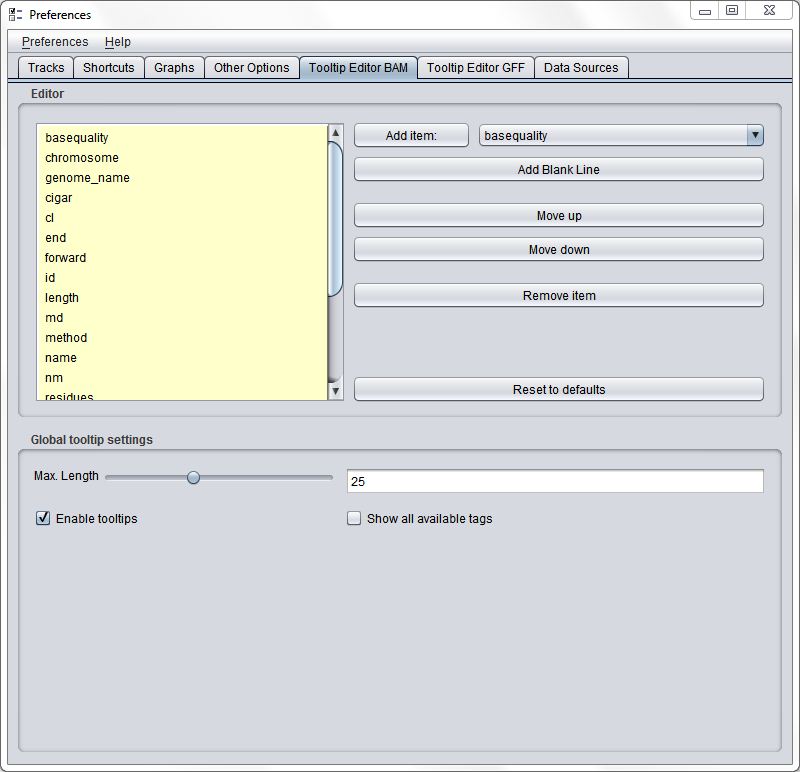 Preferences
Preferences Help
Tracks Shortcuts Graphs Other Options Tooltip Editor BAM Tooltip Editor GFF Data Sources
Editor
basequality
chromosome
genome_name
cigar
cl
end
forward
id
length
md
method
name
nm
residues
Add item: basequality
Add Blank Line
Move up
Move down
Remove item
Reset to defaults
Global tooltip settings
Max. Length 25
Enable tooltips Show all available tags